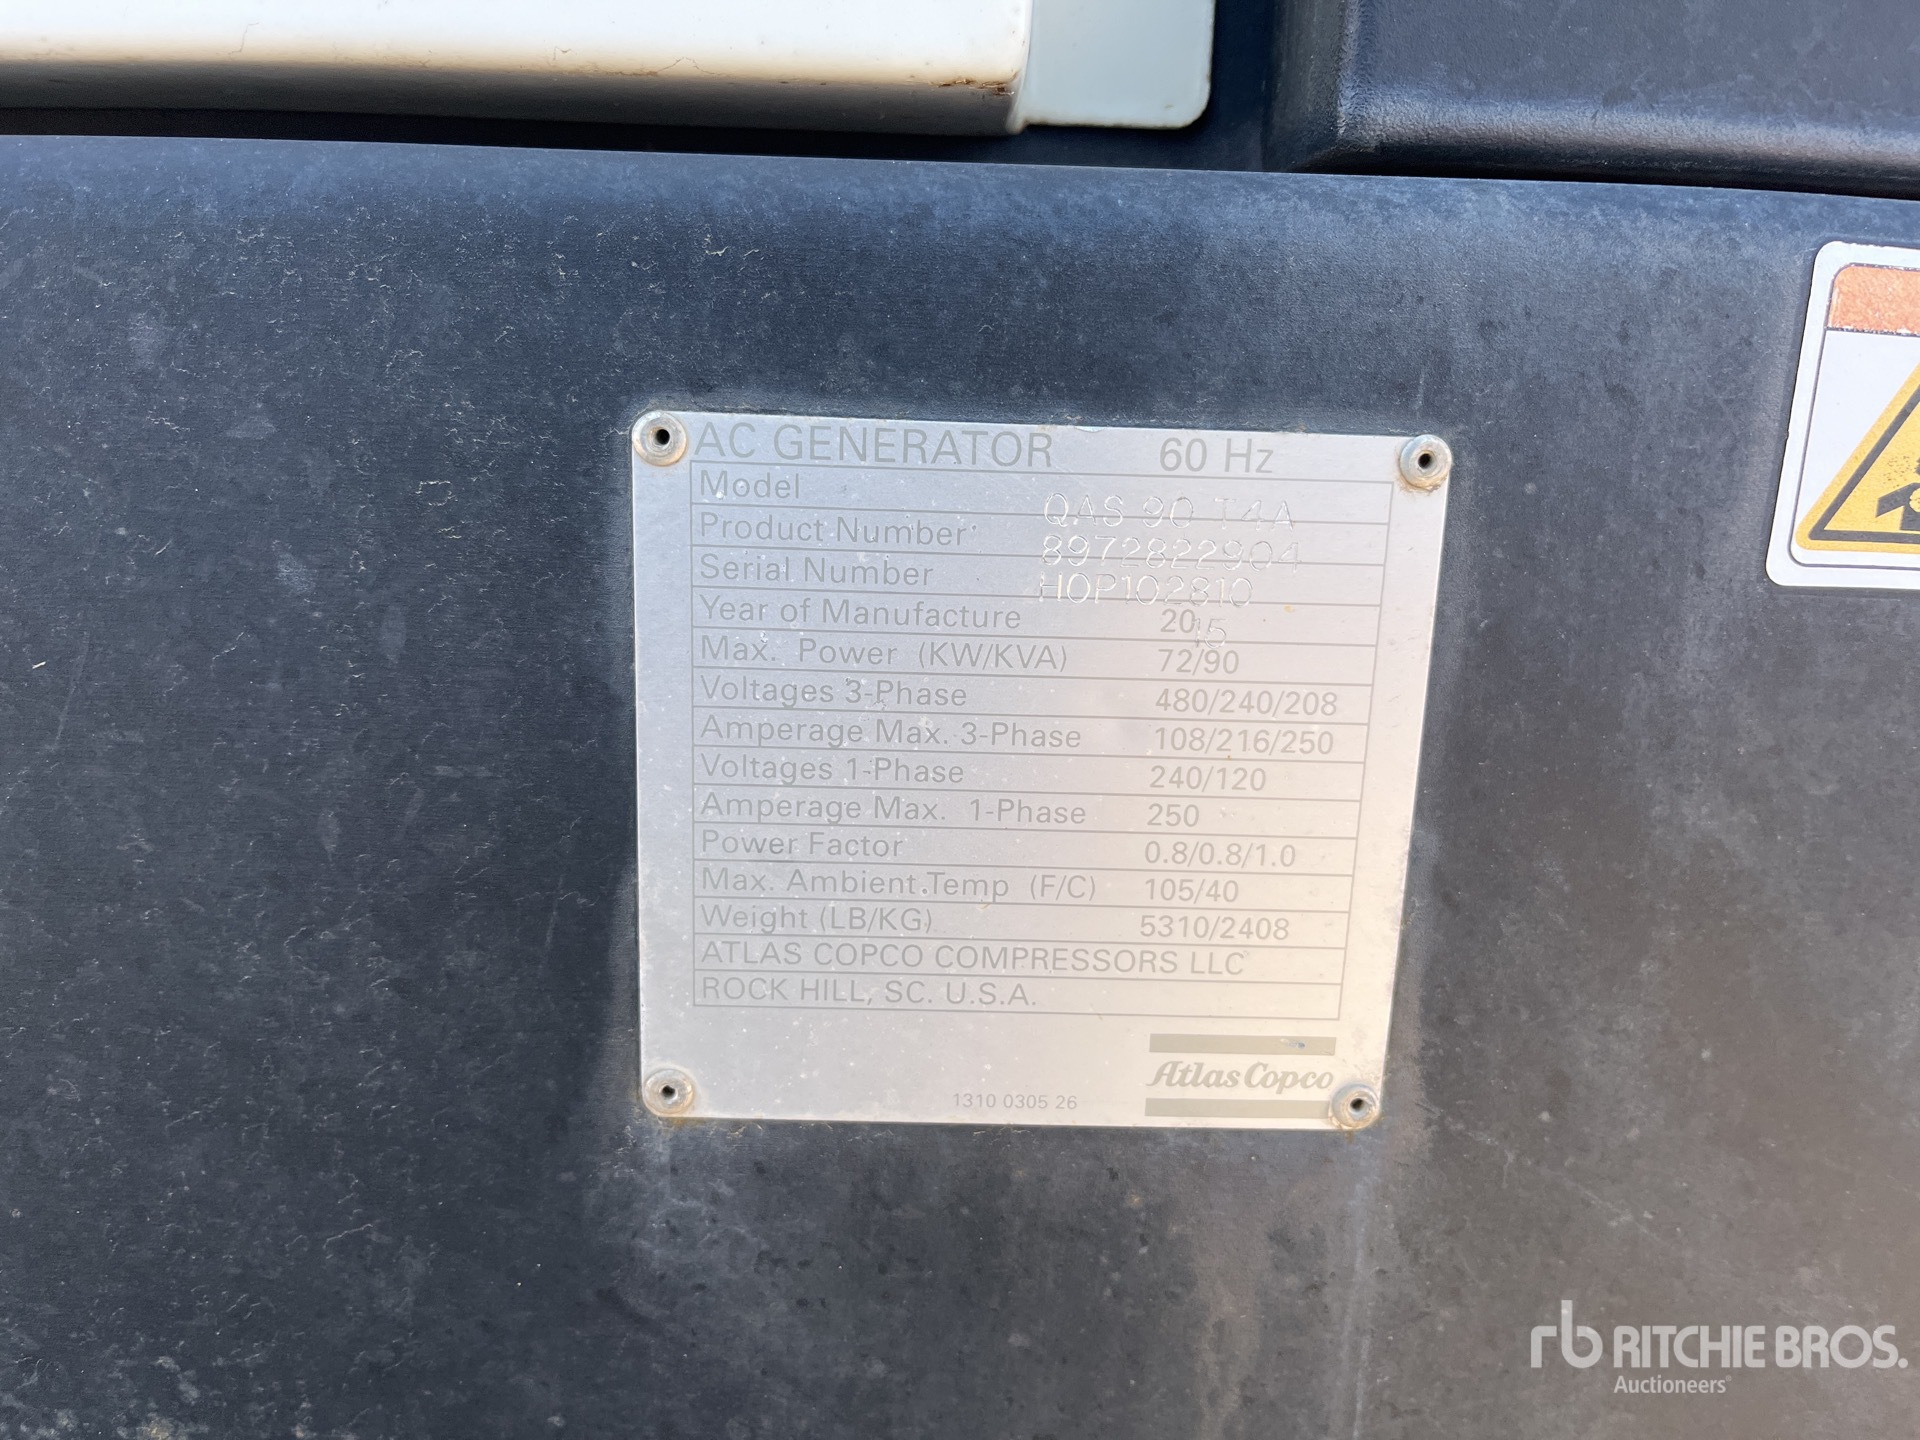 AC GENERATOR 60 Hz
Model QAS 90 T4A
Product Number 8972822904
Serial Number HOP102810
Year of Manufacture 2015
Max. Power (KW/KVA) 72/90
Voltages 3-Phase 480/240/208
Amperage Max. 3-Phase 108/216/250
Voltages 1-Phase 240/120
Amperage Max. 1-Phase 250
Power Factor 0.8/0.8/1.0
Max. Ambient Temp (F/C) 105/40
Weight (LB/KG) 5310/2408
ATLAS COPCO COMPRESSORS LLC
ROCK HILL, SC. U.S.A.
Atlas Copco
1310 0305 26
rb RITCHIE BROS.
Auctioneers